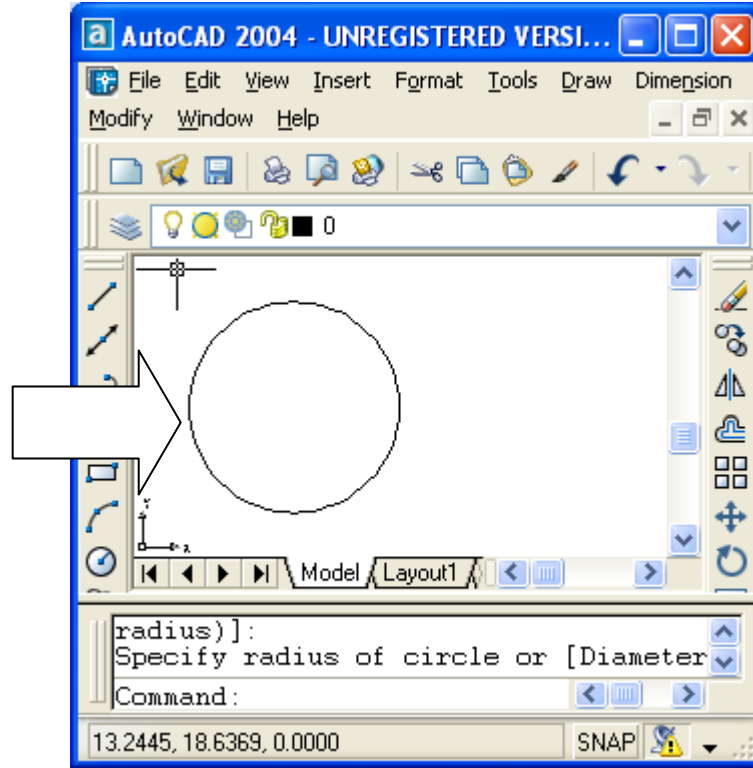 AutoCAD 2004 - UNREGISTERED VERSI...
File Edit View Insert Format Tools Draw Dimension
Modify Window Help
0
Y
X
Model Layout1
radius)]:
Specify radius of circle or [Diameter
Command:
13.2445, 18.6369, 0.0000 SNAP